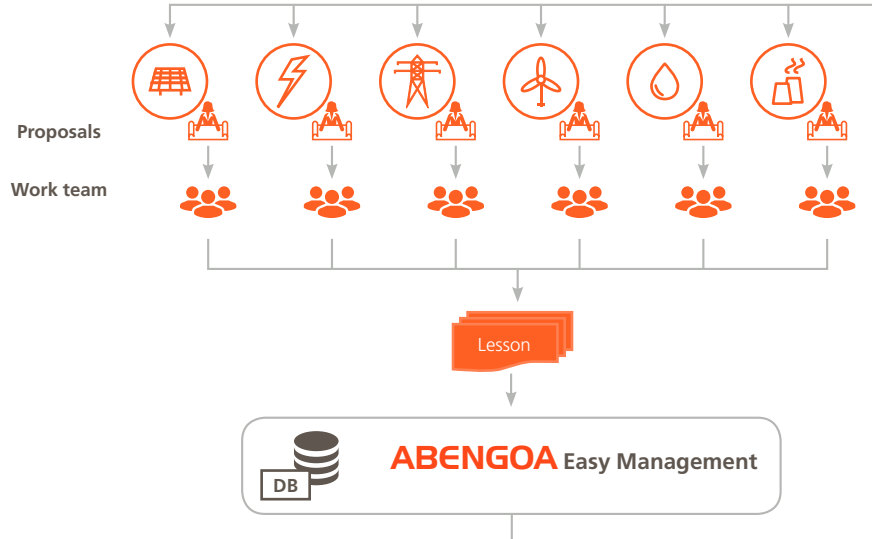 Proposals
Work team
Lesson
DB
ABENGOA Easy Management